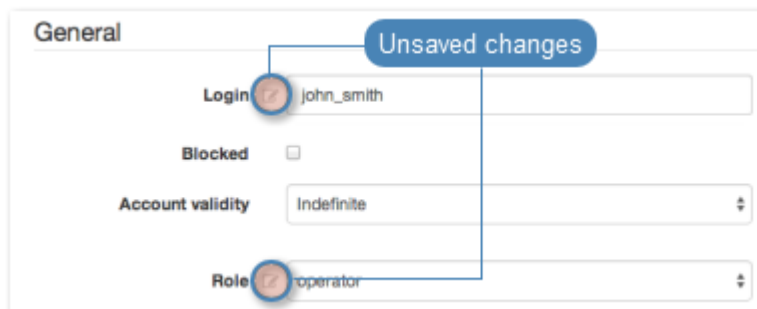 General
Unsaved changes
Login john_smith
Blocked
Account validity Indefinite
Role operator